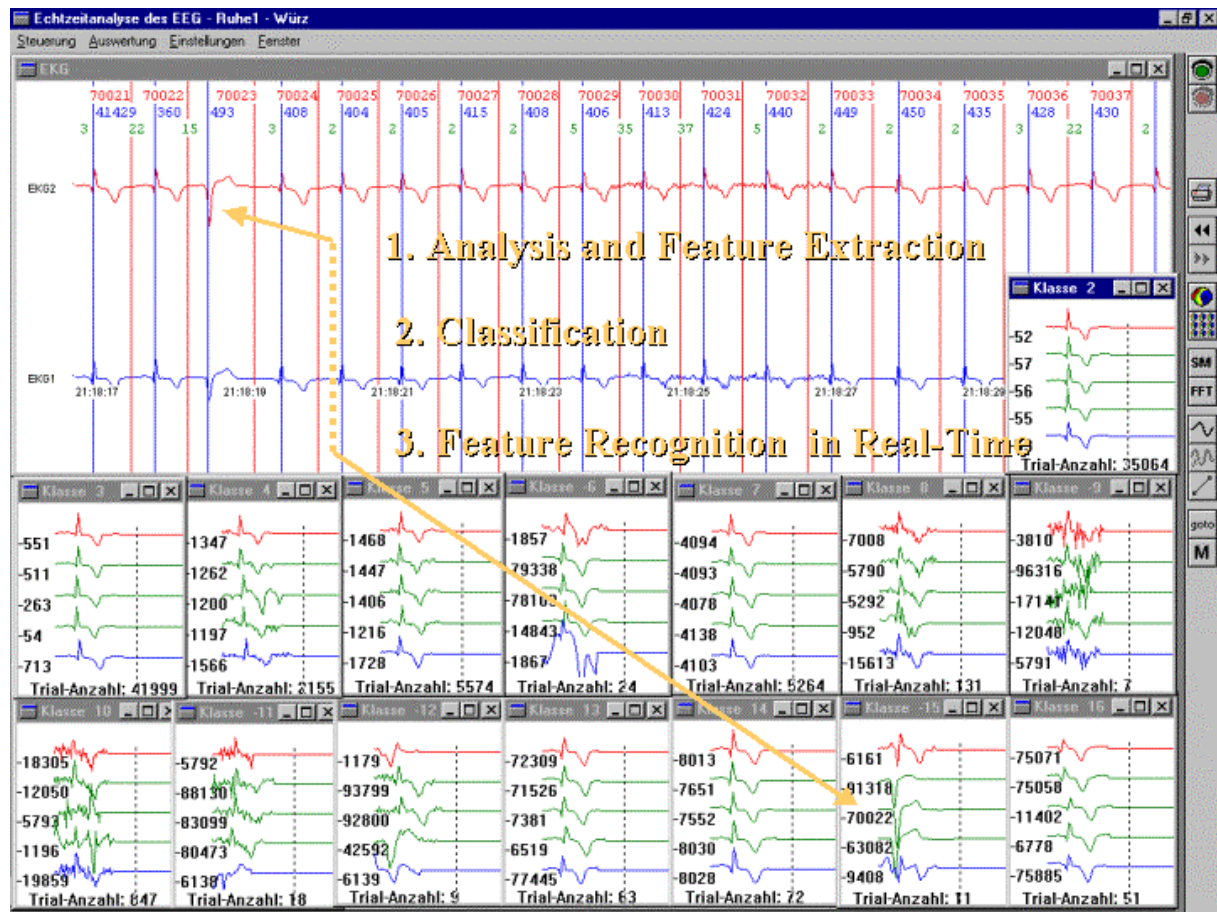 Echtzeitanalyse des EEG - Ruhe1 - Würz
Steuerung Auswertung Einstellungen Fenster
EKG
70021 70022 70023 70024 70025 70026 70027 70028 70029 70030 70031 70032 70033 70034 70035 70036 70037
41429 360 493 408 404 405 415 408 406 413 424 440 449 450 435 428 430
3 22 15 3 2 2 2 2 5 35 37 5 2 2 2 3 22 2
EKG2
1. Analysis and Feature Extraction
2. Classification
EKG1
21:18:17 21:18:19 21:18:21 21:18:23 21:18:25 21:18:27 21:18:29
3. Feature Recognition in Real-Time
Klasse 2
-52
-57
-56
-55
Trial-Anzahl: 35064
SM
FFT
goto
M
Klasse 3
-551
-511
-263
-54
-713
Trial-Anzahl: 41999
Klasse 4
-1347
-1262
-1200
-1197
-1566
Trial-Anzahl: 2155
Klasse 5
-1468
-1447
-1406
-1216
-1728
Trial-Anzahl: 5574
Klasse -6
-1857
-79338
-14843
-1867
Trial-Anzahl: 24
Klasse 7
-4094
-4093
-4078
-4138
-4103
Trial-Anzahl: 5264
Klasse 8
-7008
-5790
-5292
-952
-15613
Trial-Anzahl: 131
Klasse -9
-3810
-96316
-17141
-12048
-5791
Trial-Anzahl: 7
Klasse 10
-18305
-12050
-5793
-1196
-19859
Trial-Anzahl: 847
Klasse -11
-5792
-88130
-83099
-80473
-6138
Trial-Anzahl: 18
Klasse -12
-1179
-93799
-92800
-42592
-6139
Trial-Anzahl: 9
Klasse 13
-72309
-71526
-7381
-6519
-77445
Trial-Anzahl: 63
Klasse 14
-8013
-7651
-7552
-8030
-8028
Trial-Anzahl: 72
Klasse -15
-6161
-91318
-70022
-63082
-9408
Trial-Anzahl: 11
Klasse 16
-75071
-75058
-11402
-6778
-75885
Trial-Anzahl: 51